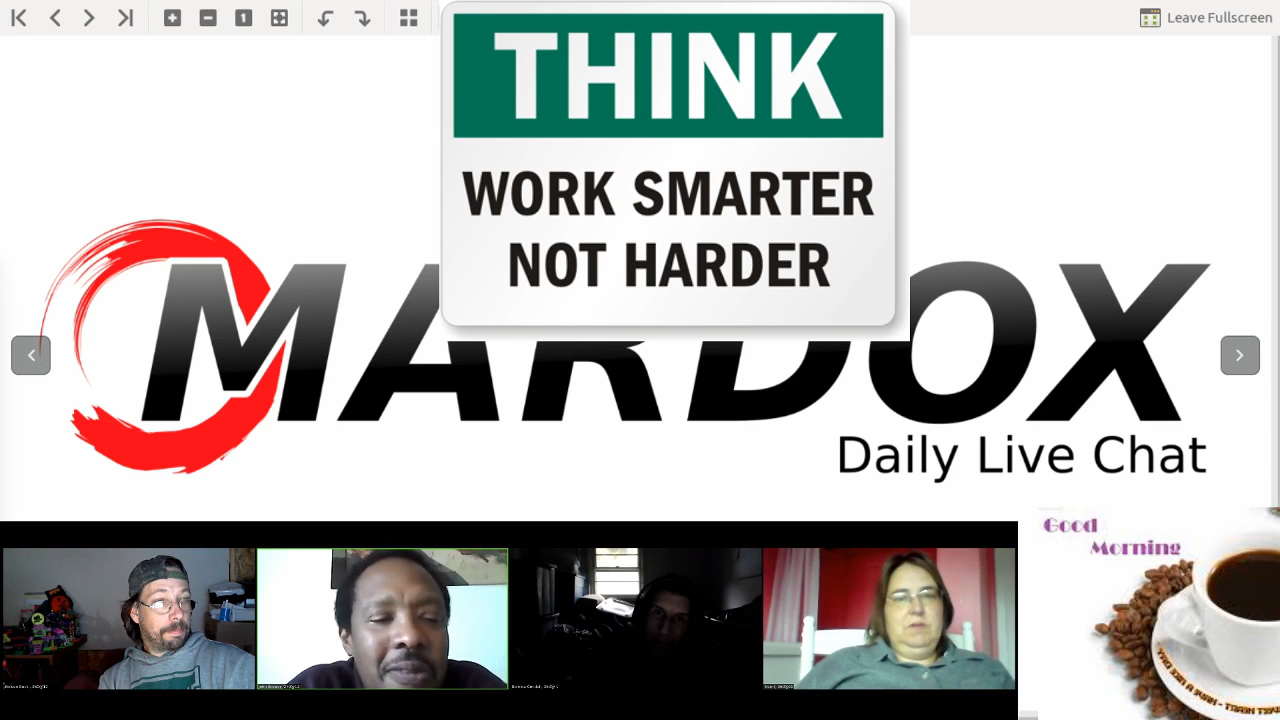 Leave Fullscreen
THINK
WORK SMARTER
NOT HARDER
MARDOX
Daily Live Chat
Good
Morning